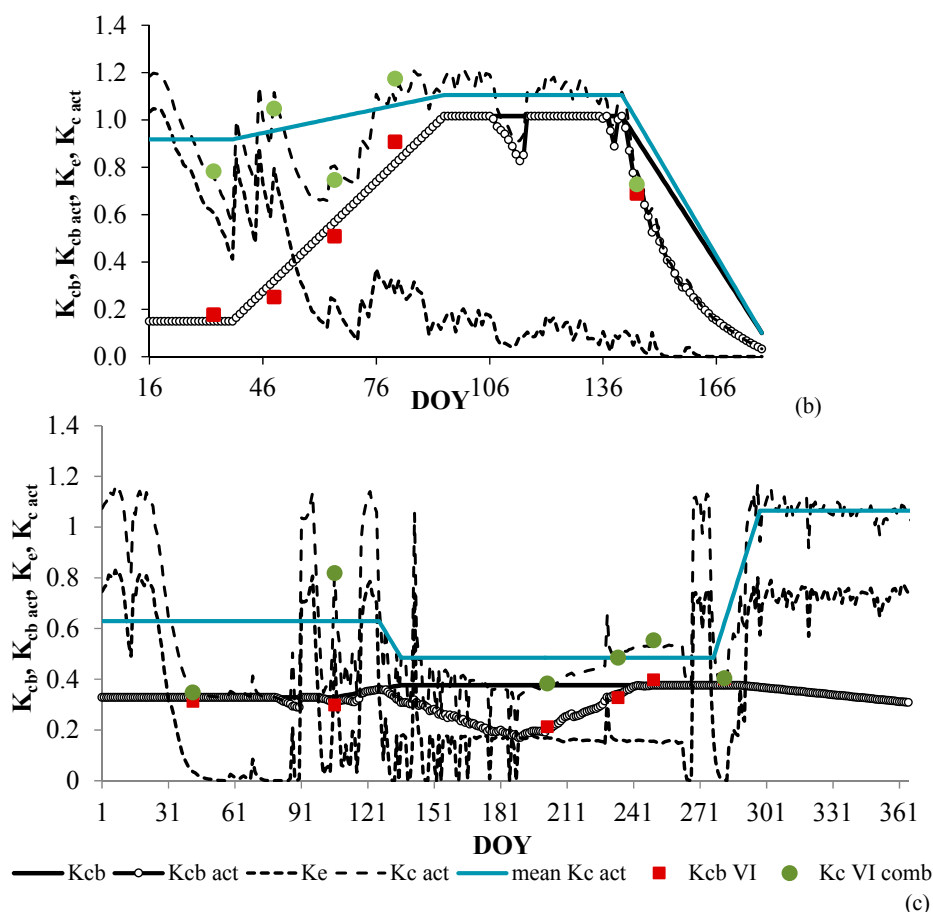 1.4
1.2
1.0
0.8
0.6
0.4
0.2
0.0
Kcb, Kcb act, Ke, Kc act
16 46 76 106 136 166
DOY
(b)
1.4
1.2
1
0.8
0.6
0.4
0.2
0
Kcb, Kcb act, Ke, Kc act
1 31 61 91 121 151 181 211 241 271 301 331 361
DOY
Kcb Kcb act Ke Kc act mean Kc act Kcb VI Kc VI comb
(c)